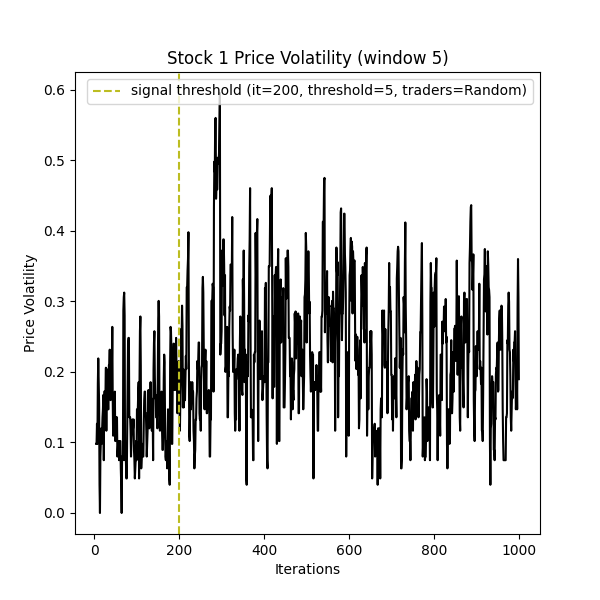 Stock 1 Price Volatility (window 5)
signal threshold (it=200, threshold=5, traders=Random)
0.6
0.5
0.4
0.3
0.2
0.1
0.0
Price Volatility
0 200 400 600 800 1000
Iterations